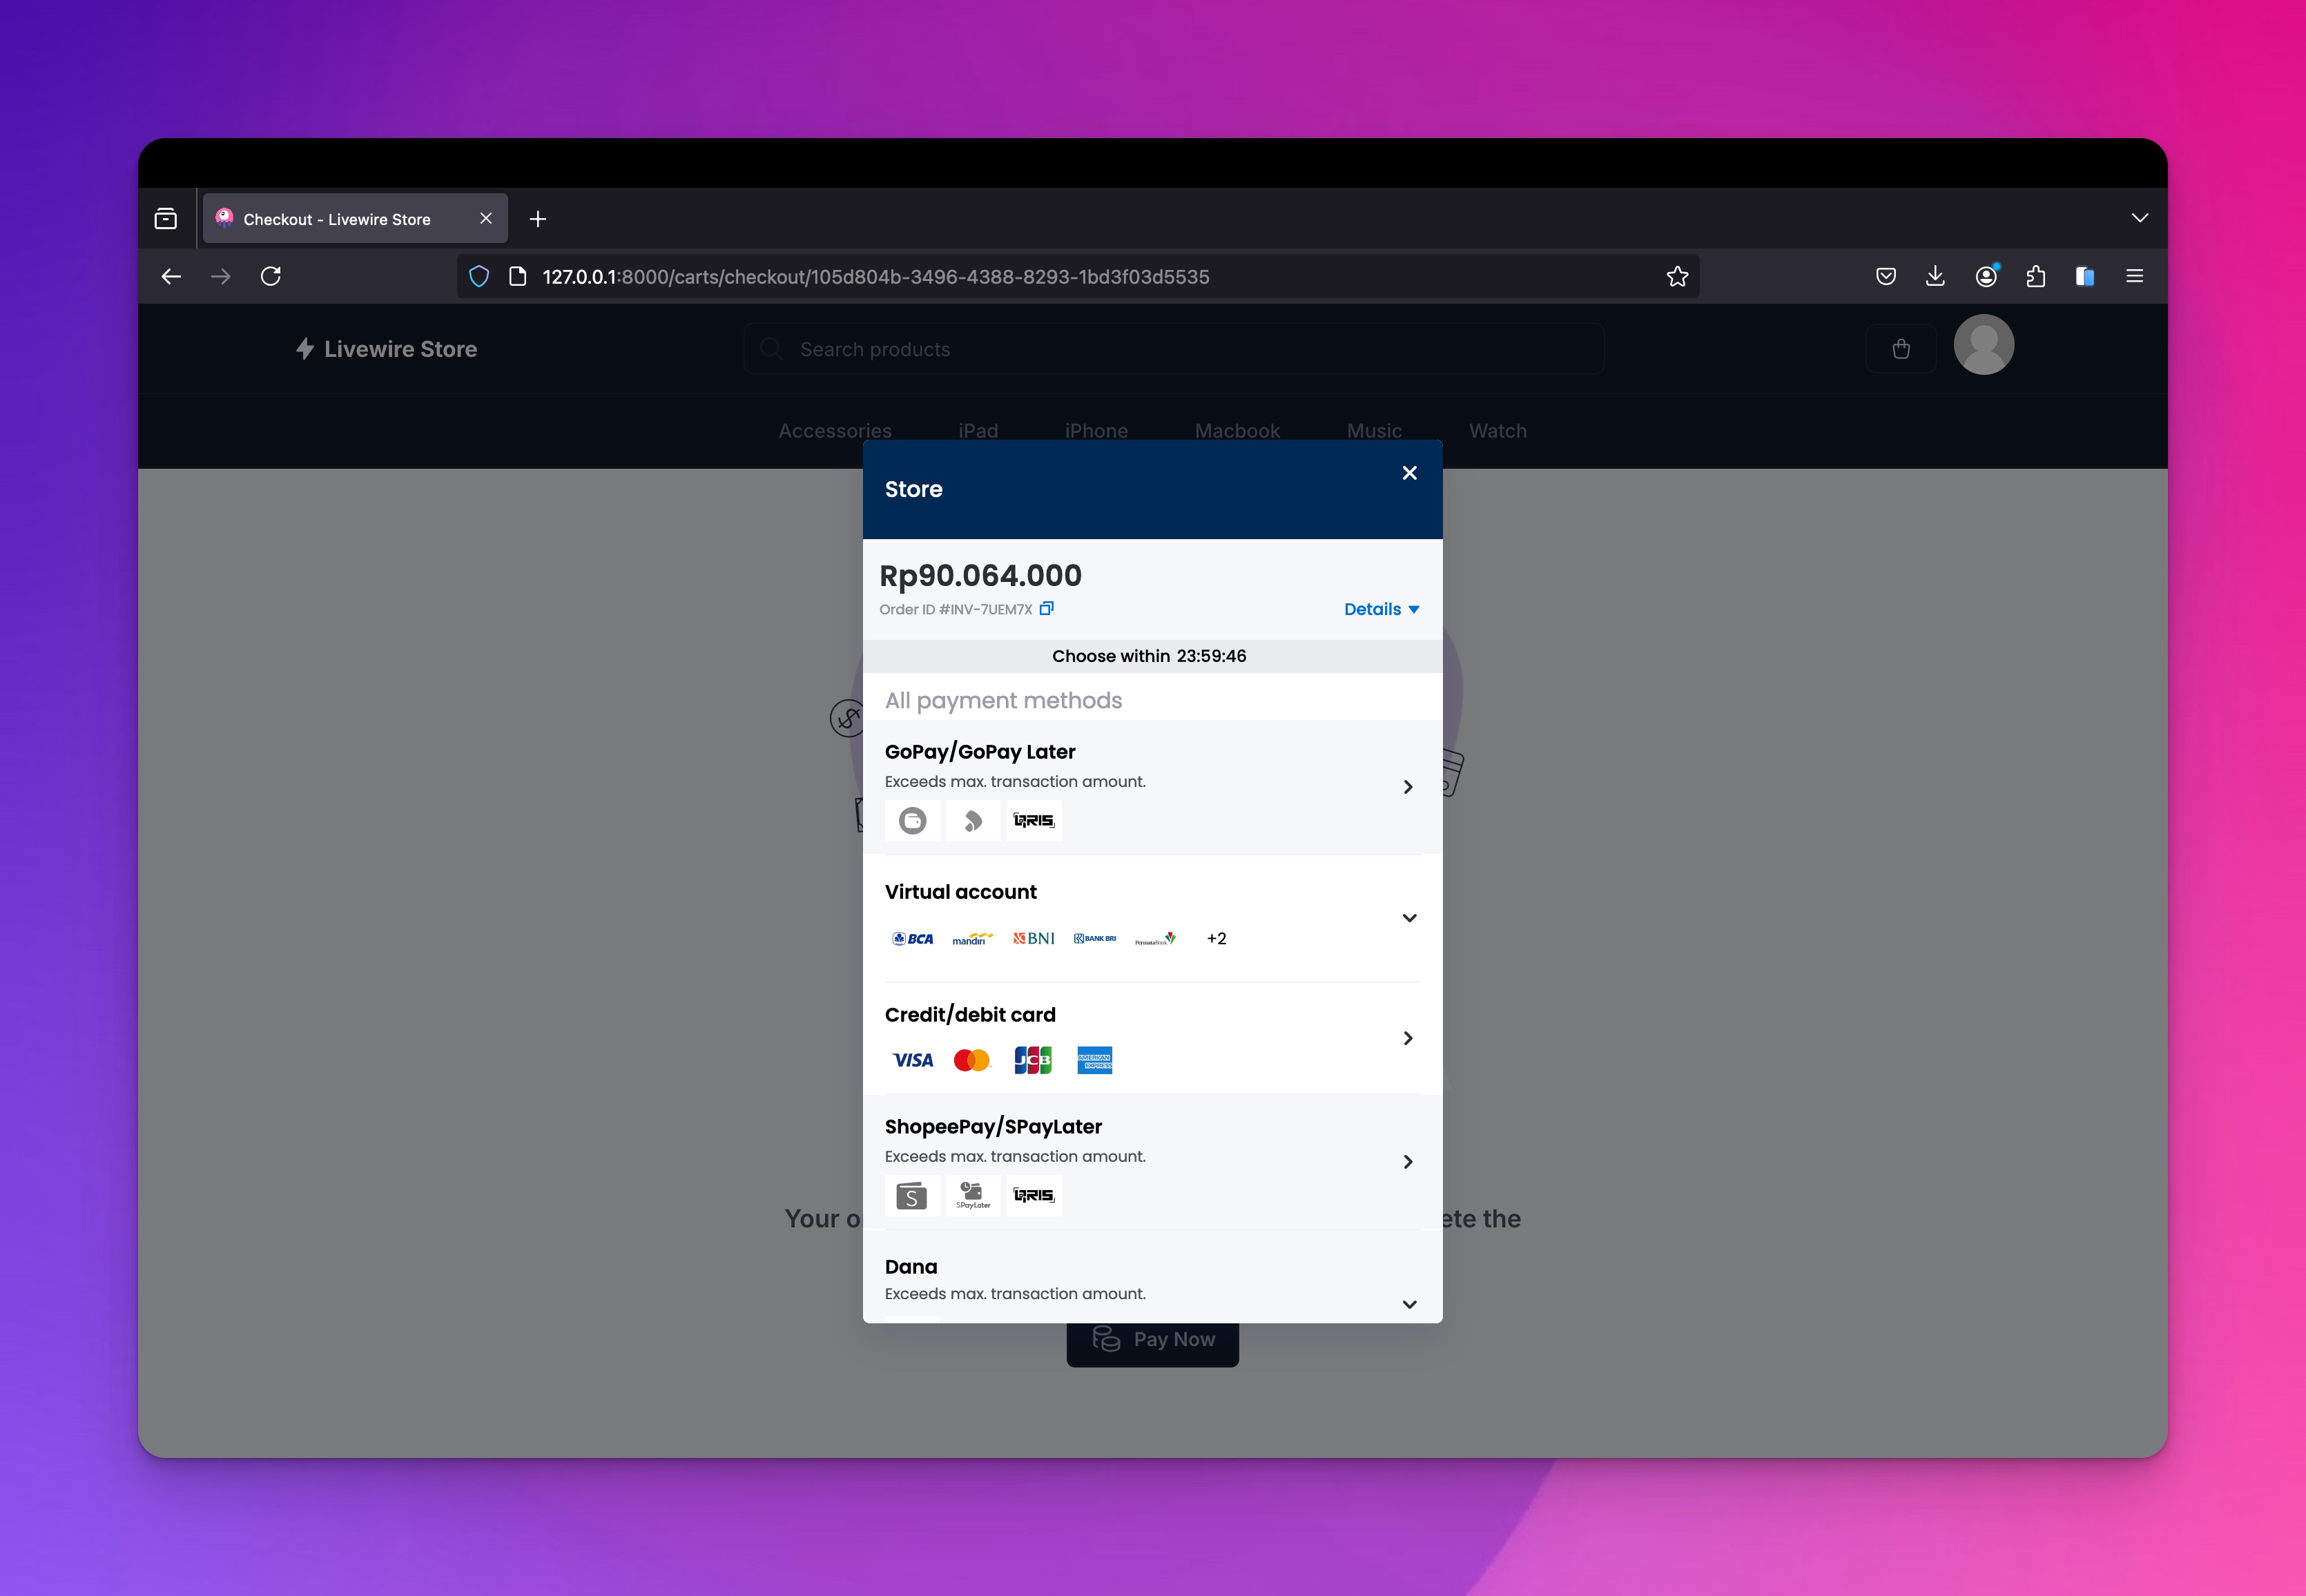 Checkout - Livewire Store
127.0.0.1:8000/carts/checkout/105d804b-3496-4388-8293-1bd3f03d5535
Livewire Store
Search products
Accessories iPad iPhone Macbook Music Watch
Store
Rp90.064.000
Order ID #INV-7UEM7X
Details
Choose within 23:59:46
All payment methods
GoPay/GoPay Later
Exceeds max. transaction amount.
QRIS
Virtual account
BCA mandiri BNI BANK BRI PermataBank +2
Credit/debit card
VISA JCB AMERICAN EXPRESS
ShopeePay/SPayLater
Exceeds max. transaction amount.
S SPayLater QRIS
Your o ete the
Dana
Exceeds max. transaction amount.
Pay Now